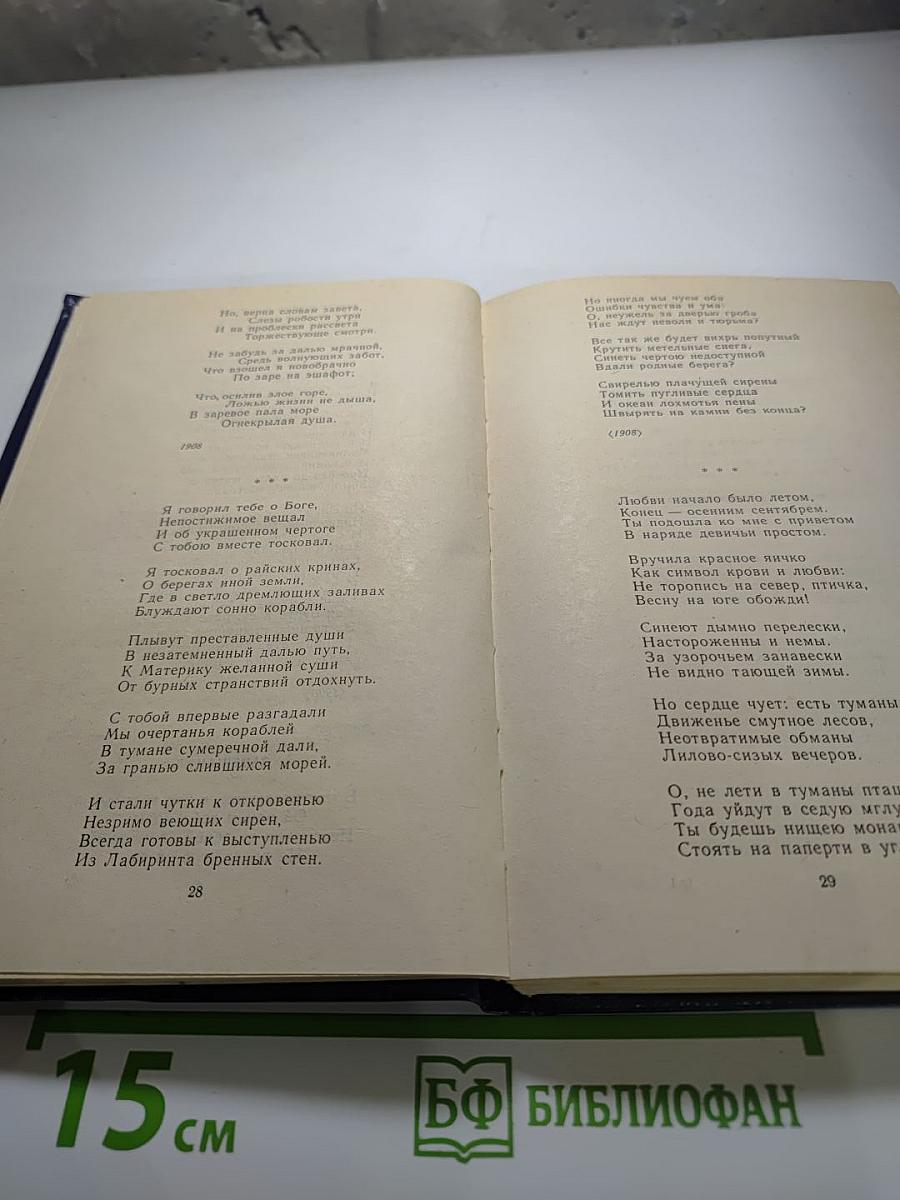 Но, верна словам завета,
Слезы робости утри
И на проблески рассвета
Торжествующе смотри.
Не забудь за далью мрачной,
Средь волнующих забот,
Что взошел я новобрачно
По заре на эшафот;
Что, осилив злое горе,
Ложью жизни не дыша,
В заревое пала море
Огнекрылая душа.
1908
* * *
Я говорил тебе о Боге,
Непостижимое вещал
И об украшенном чертоге
С тобою вместе тосковал.
Я тосковал о райских кринах,
О берегах иной земли,
Где в светло дремлющих заливах
Блуждают сонно корабли.
Плывут преставленные души
В незатемненный далью путь,
К Материку желанной суши
От бурных странствий отдохнуть.
С тобой впервые разгадали
Мы очертанья кораблей
В тумане сумеречной дали,
За гранью слившихся морей.
И стали чутки к откровенью
Незримо веющих сирен,
Всегда готовы к выступленью
Из Лабиринта бренных стен.
28
Но иногда мы чуем оба
Ошибки чувства и ума:
О, неужель за дверью гроба
Нас ждут неволя и тюрьма?
Все так же будет вихрь попутный
Крутить метельные снега,
Синеть чертою недоступной
Вдали родные берега?
Свирелью плачущей сирены
Томить пугливые сердца
И океан лохмотья пены
Швырять на камни без конца?
〈1908〉
* * *
Любви начало было летом,
Конец — осенним сентябрем.
Ты подошла ко мне с приветом
В наряде девичьи простом.
Вручила красное яичко
Как символ крови и любви:
Не торопись на север, птичка,
Весну на юге обожди!
Синеют дымно перелески,
Настороженны и немы.
За узорочьем занавески
Не видно тающей зимы.
Но сердце чует: есть туманы
Движенье смутное лесов,
Неотвратимые обманы
Лилово-сизых вечеров.
О, не лети в туманы
Года уйдут в седую
Ты будешь нищею
Стоять на паперти в
29
15 см
БФ БИБЛИОФАН